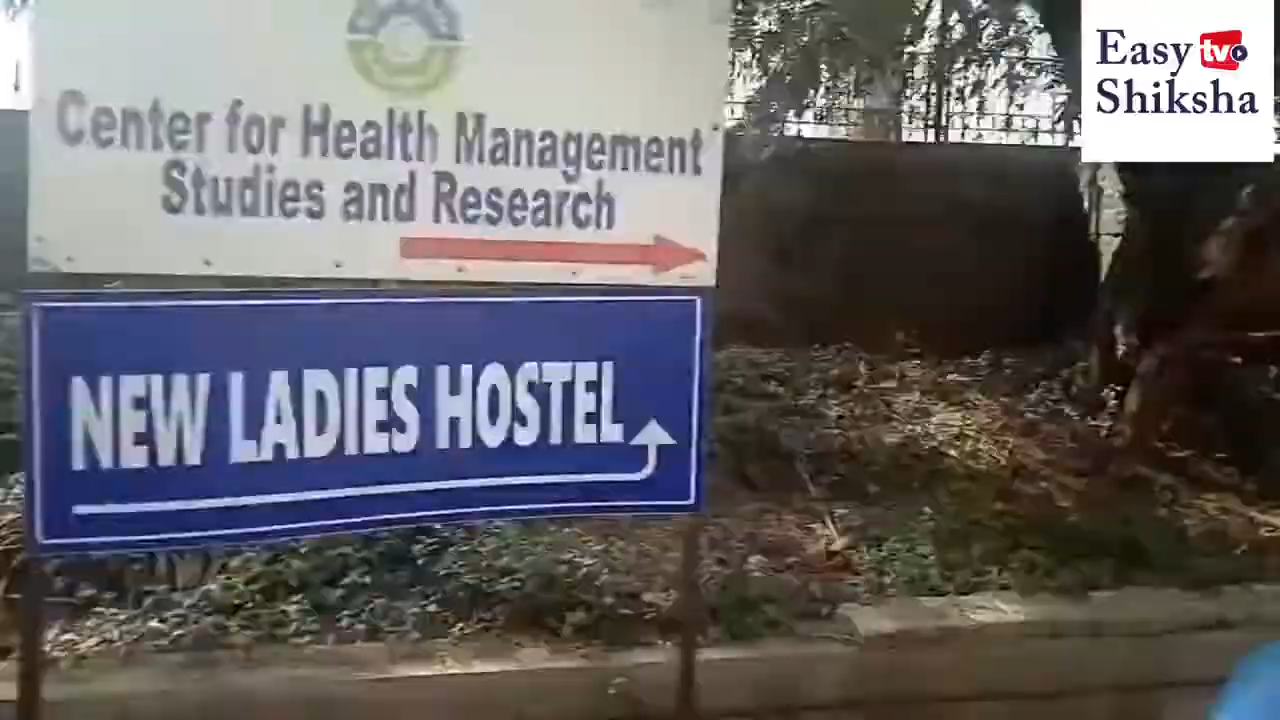 Center for Health Management
Studies and Research
NEW LADIES HOSTEL
Easy tv
Shiksha